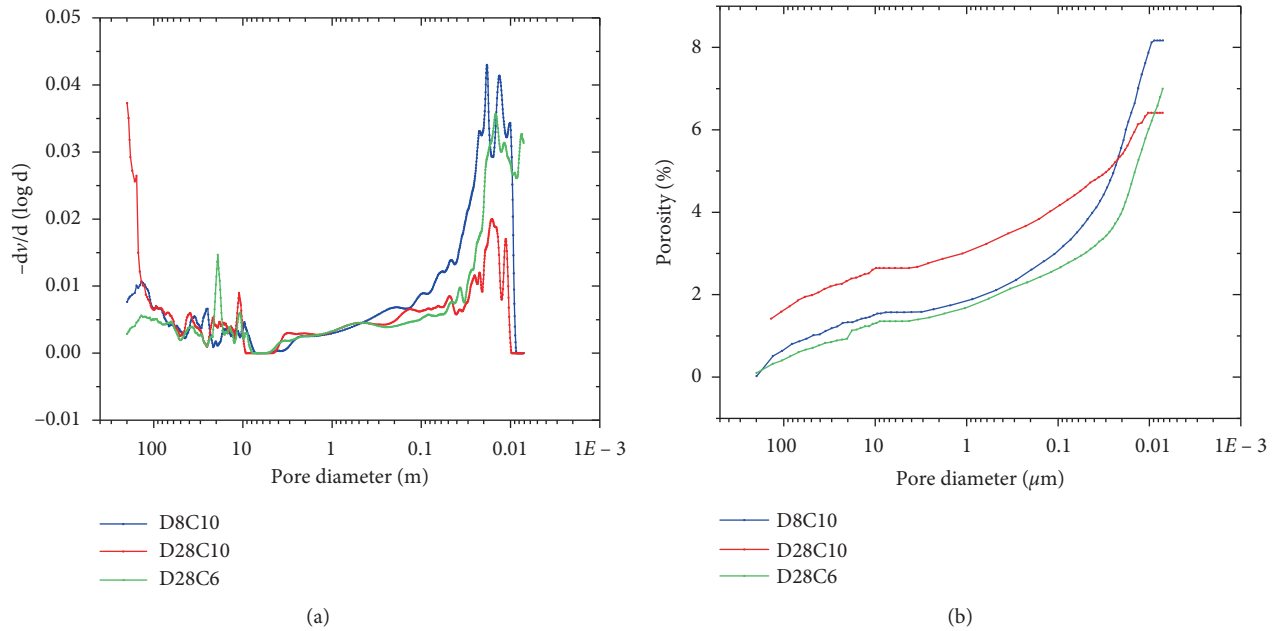 0.05
0.04
0.03
0.02
0.01
0.00
–0.01
–dv/d (log d)
100 10 1 0.1 0.01 1E – 3
Pore diameter (m)
D8C10
D28C10
D28C6
(a)
8
6
4
2
0
Porosity (%)
100 10 1 0.1 0.01 1E – 3
Pore diameter (μm)
D8C10
D28C10
D28C6
(b)